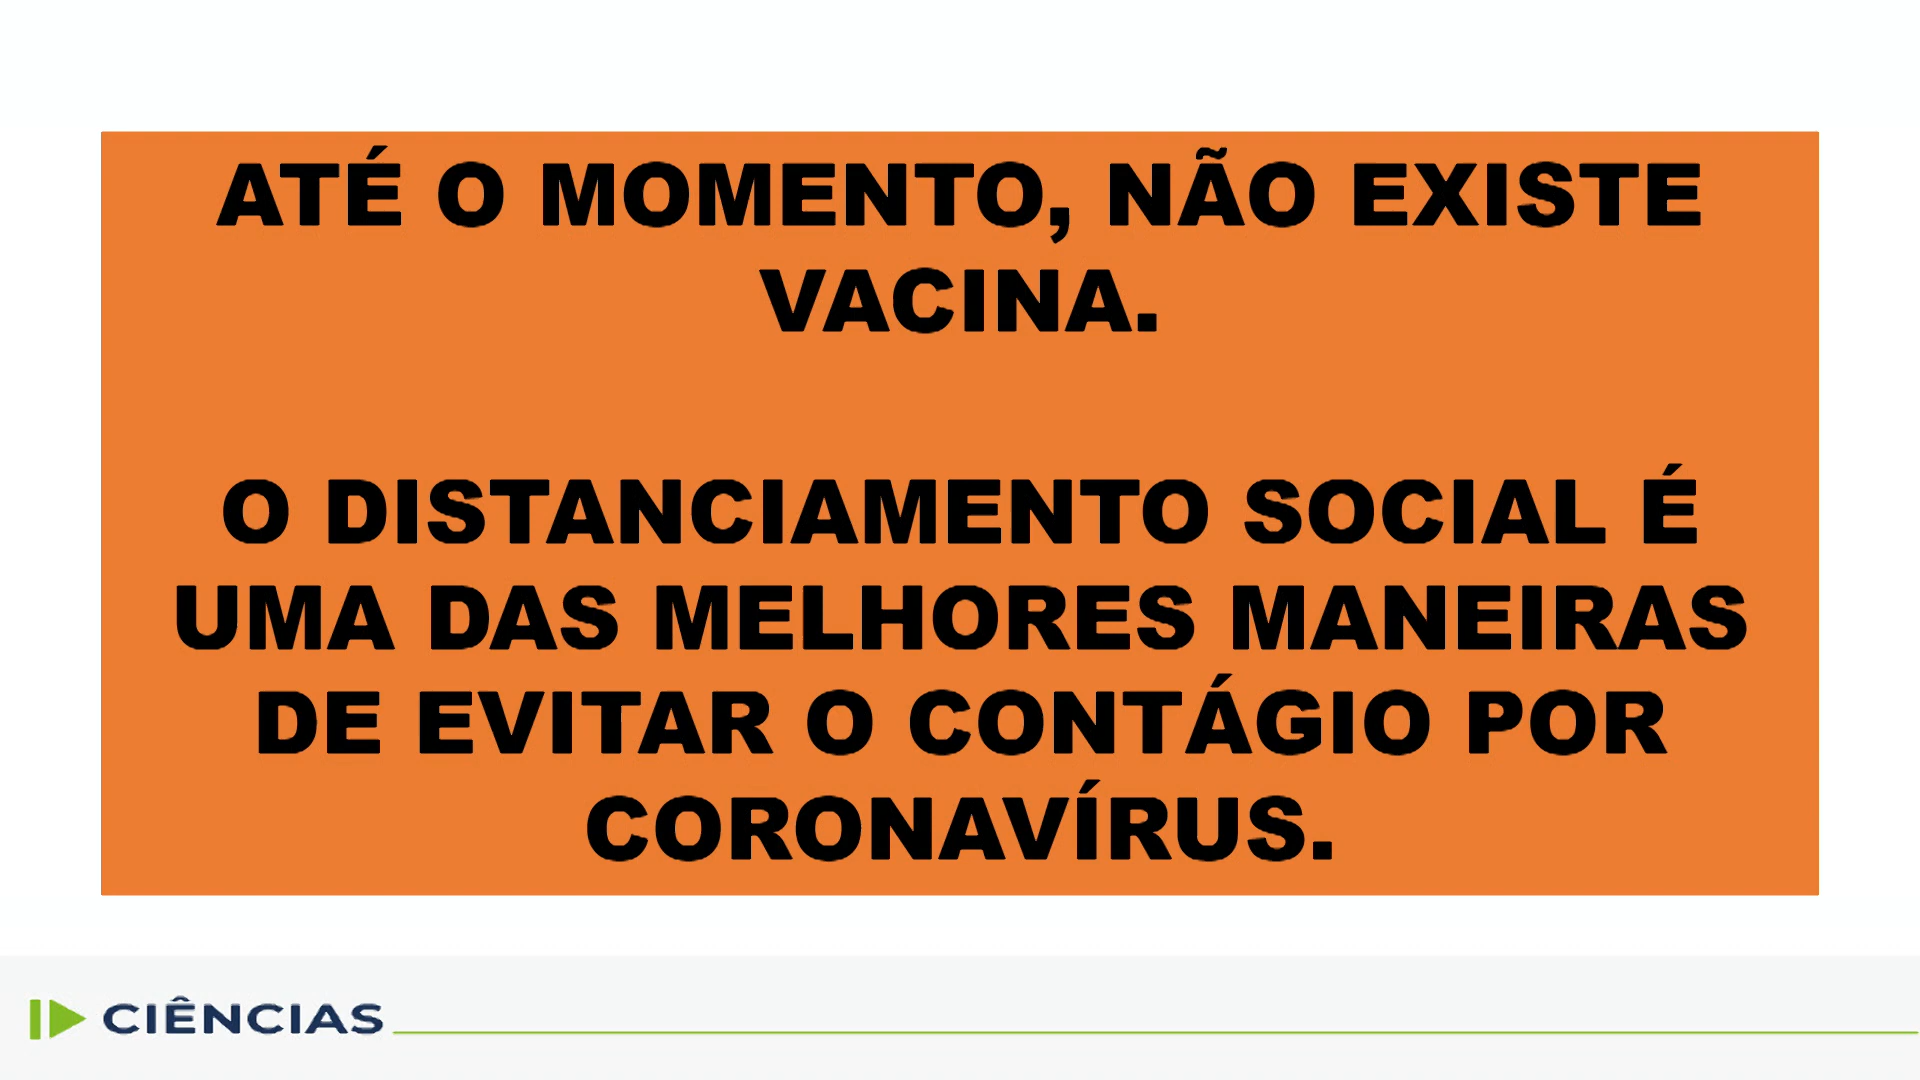 ATÉ O MOMENTO, NÃO EXISTE
VACINA.
O DISTANCIAMENTO SOCIAL É
UMA DAS MELHORES MANEIRAS
DE EVITAR O CONTÁGIO POR
CORONAVÍRUS.
CIÊNCIAS